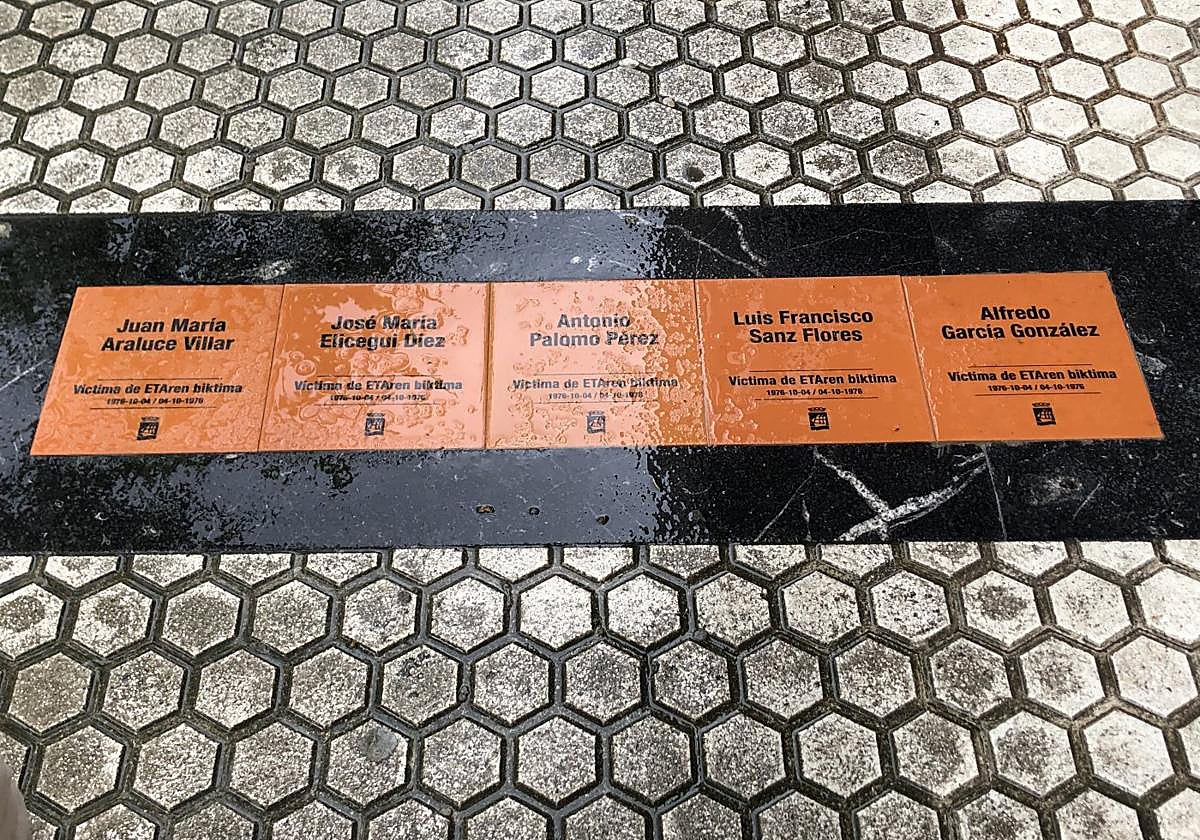 Juan María
Araluce Villar
Víctima de ETAren biktima
1976-10-04 / 04-10-1976
José María
Elicegui Díez
Víctima de ETAren biktima
1976-10-04 / 04-10-1976
Antonio
Palomo Pérez
Víctima de ETAren biktima
1976-10-04 / 04-10-1976
Luis Francisco
Sanz Flores
Víctima de ETAren biktima
1976-10-04 / 04-10-1976
Alfredo
García González
Víctima de ETAren biktima
1976-10-04 / 04-10-1976